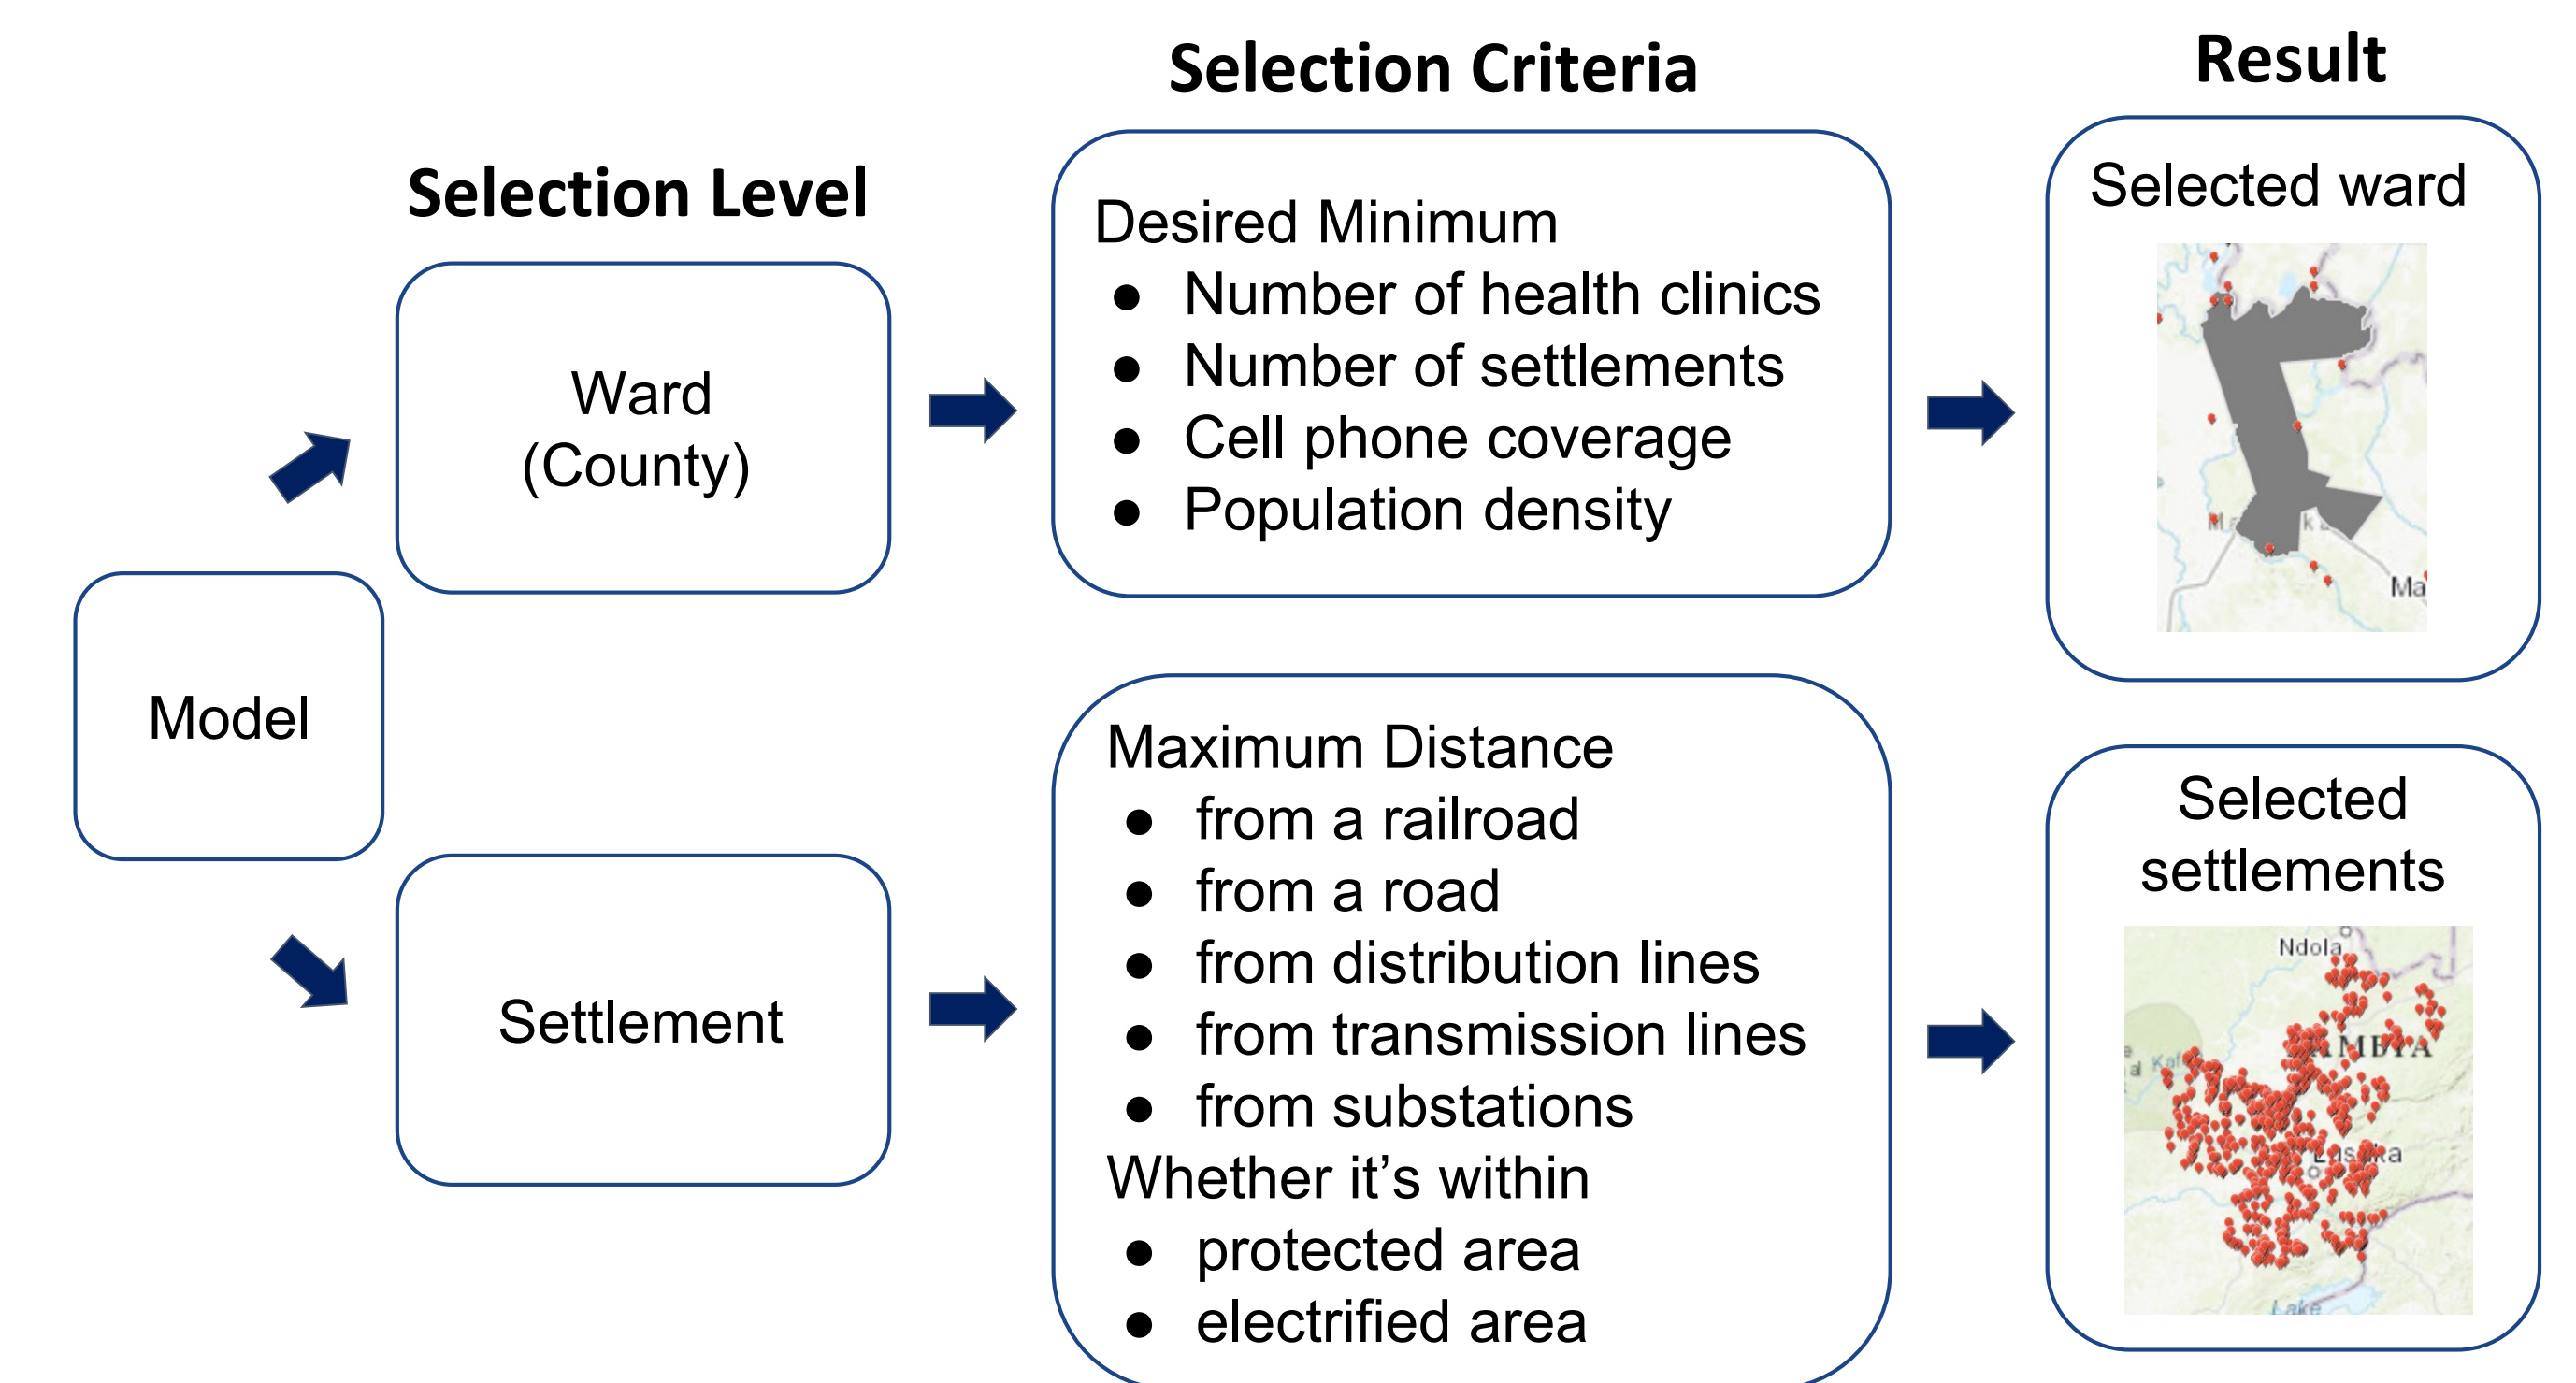 Selection Criteria
Result
Selection Level
Model
Ward
(County)
Desired Minimum
● Number of health clinics
● Number of settlements
● Cell phone coverage
● Population density
Selected ward
Ma
Settlement
Maximum Distance
● from a railroad
● from a road
● from distribution lines
● from transmission lines
● from substations
Whether it’s within
● protected area
● electrified area
Selected
settlements
Ndola
Lake